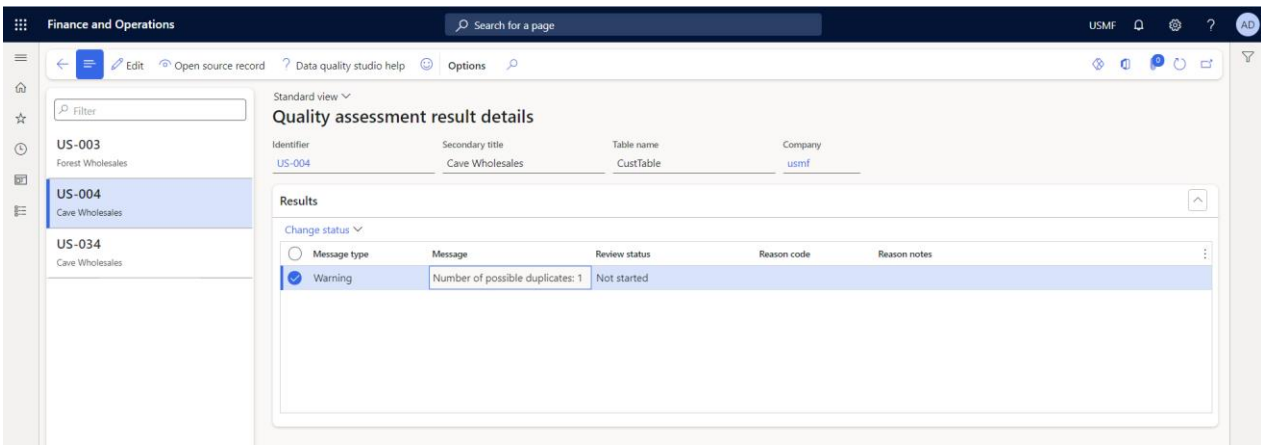 Finance and Operations
Search for a page
USMF
?
AD
Edit
Open source record
? Data quality studio help
Options
0
Filter
US-003
Forest Wholesales
US-004
Cave Wholesales
US-034
Cave Wholesales
Standard view
Quality assessment result details
Identifier Secondary title Table name Company
US-004 Cave Wholesales CustTable usmf
Results
Change status
Message type Message Review status Reason code Reason notes
Warning Number of possible duplicates: 1 Not started